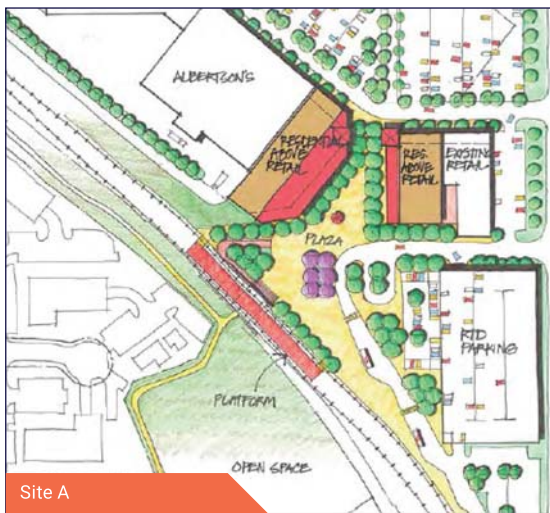 ALBERTSON'S
RESIDENTIAL
ABOVE
RETAIL
RES.
ABOVE
RETAIL
EXISTING
RETAIL
PLAZA
RTD
PARKING
PLATFORM
OPEN SPACE
Site A